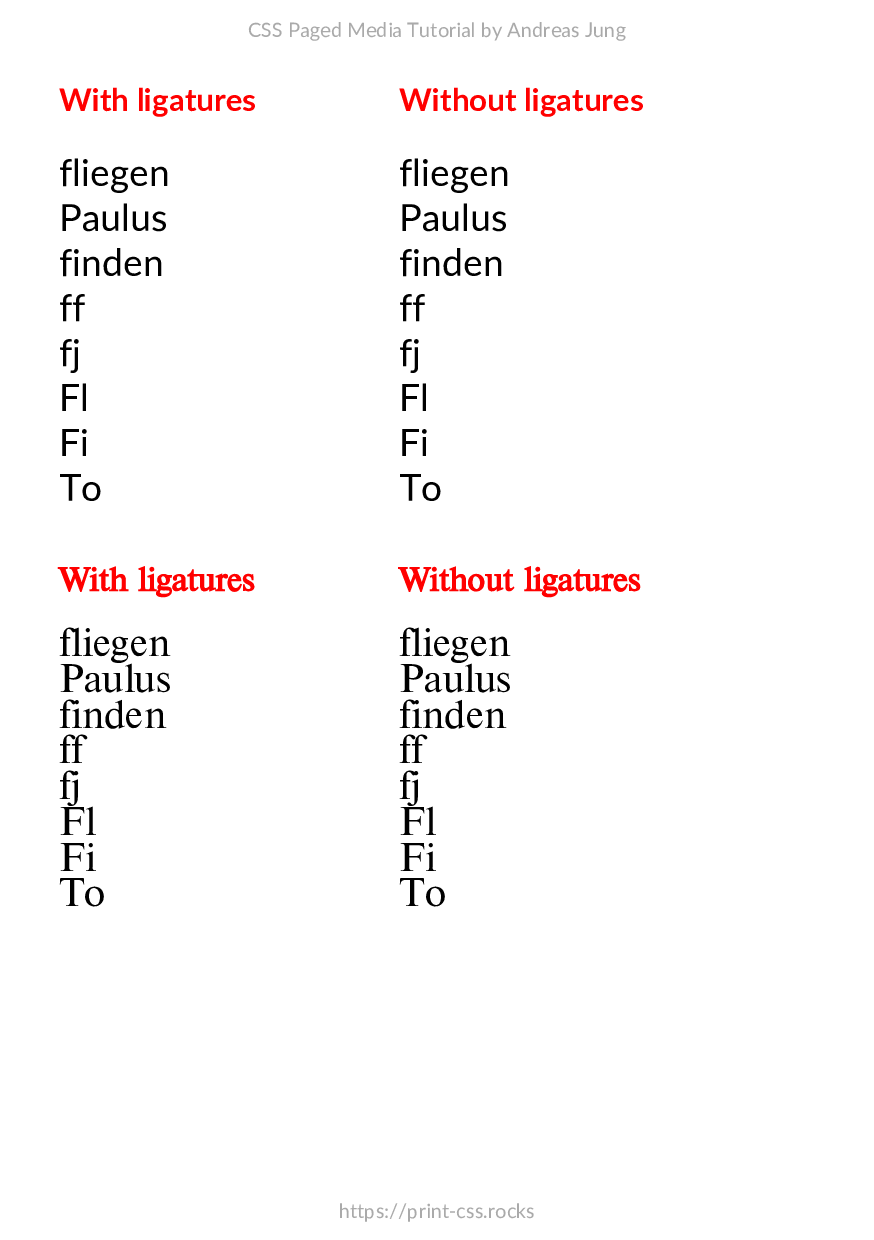 CSS Paged Media Tutorial by Andreas Jung
With ligatures
fliegen
Paulus
finden
ff
fj
Fl
Fi
To
Without ligatures
fliegen
Paulus
finden
ff
fj
Fl
Fi
To
With ligatures
fliegen
Paulus
finden
ff
fj
Fl
Fi
To
Without ligatures
fliegen
Paulus
finden
ff
fj
Fl
Fi
To
https://print-css.rocks